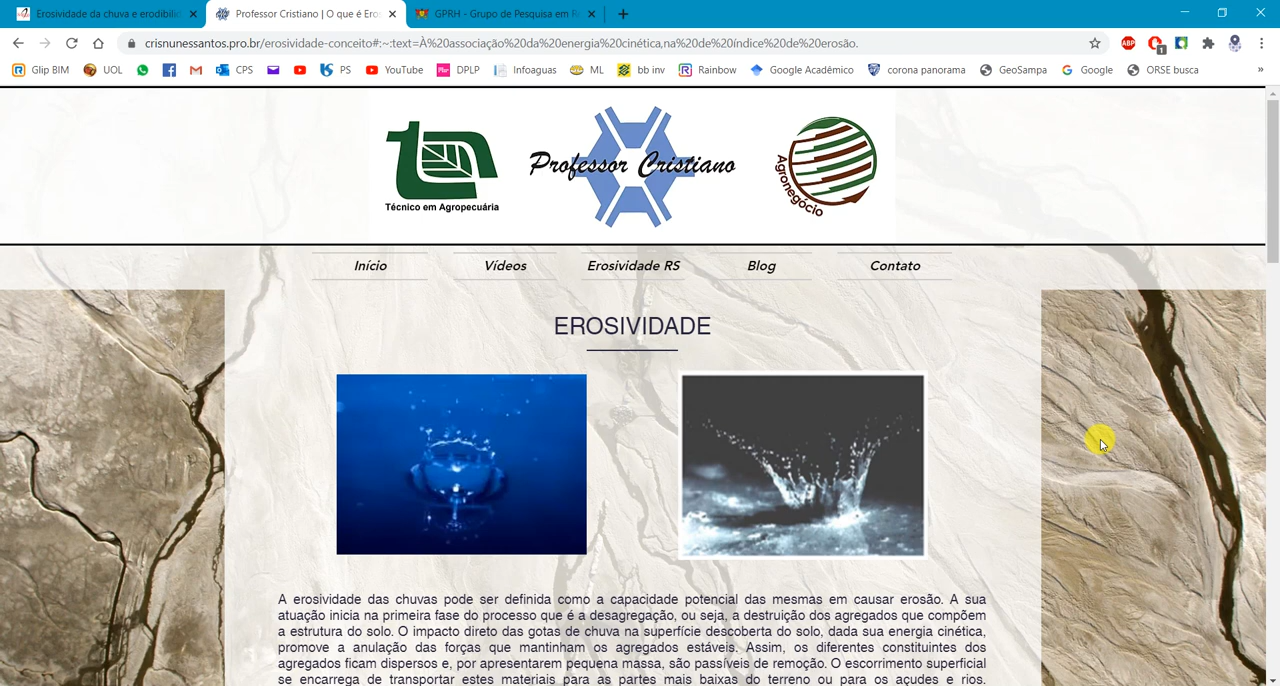 Erosividade da chuva e erodibilid
Professor Cristiano | O que é Eros
GPRH - Grupo de Pesquisa em Re
crisnunessantos.pro.br/erosividade-conceito#:~:text=À%20associação%20da%20energia%20cinética,na%20de%20índice%20de%20erosão.
ABP
1
Glip BIM
UOL
CPS
PS
YouTube
DPLP
Infoaguas
ML
bb inv
Rainbow
Google Acadêmico
corona panorama
GeoSampa
Google
ORSE busca
»
Técnico em Agropecuária
Professor Cristiano
Agronegócio
Início
Vídeos
Erosividade RS
Blog
Contato
EROSIVIDADE
A erosividade das chuvas pode ser definida como a capacidade potencial das mesmas em causar erosão. A sua
atuação inicia na primeira fase do processo que é a desagregação, ou seja, a destruição dos agregados que compõem
a estrutura do solo. O impacto direto das gotas de chuva na superfície descoberta do solo, dada sua energia cinética,
promove a anulação das forças que mantinham os agregados estáveis. Assim, os diferentes constituintes dos
agregados ficam dispersos e, por apresentarem pequena massa, são passíveis de remoção. O escorrimento superficial
se encarrega de transportar estes materiais para as partes mais baixas do terreno ou para os açudes e rios.